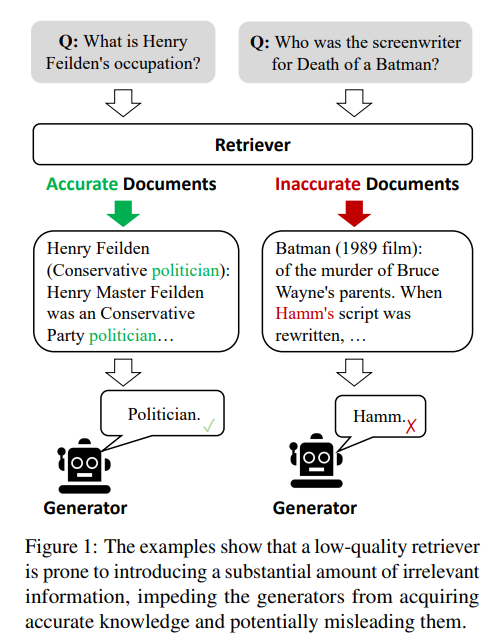 Q: What is Henry
Feilden's occupation?
Q: Who was the screenwriter
for Death of a Batman?
Retriever
Accurate Documents
Inaccurate Documents
Henry Feilden
(Conservative politician):
Henry Master Feilden
was an Conservative
Party politician…
Batman (1989 film):
of the murder of Bruce
Wayne's parents. When
Hamm's script was
rewritten, …
Politician.
Hamm.
Generator
Generator
Figure 1: The examples show that a low-quality retriever
is prone to introducing a substantial amount of irrelevant
information, impeding the generators from acquiring
accurate knowledge and potentially misleading them.